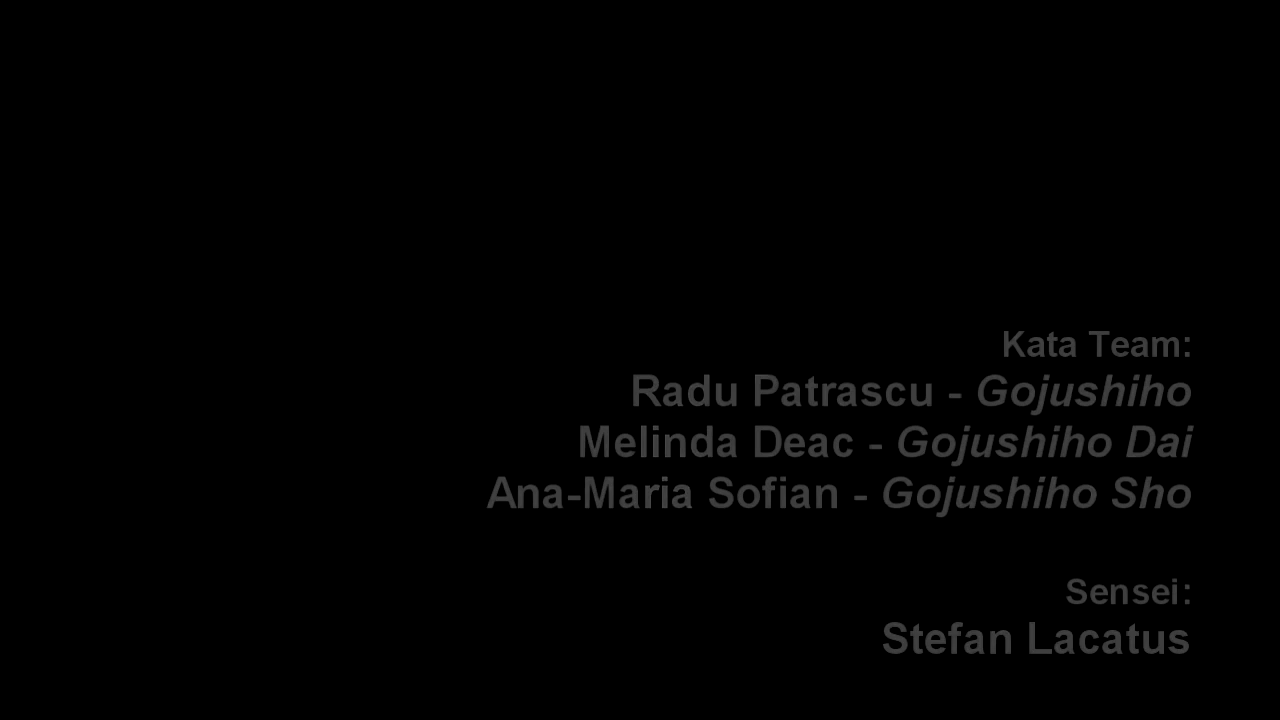 Kata Team:
Radu Patrascu - Gojushiho
Melinda Deac - Gojushiho Dai
Ana-Maria Sofian - Gojushiho Sho
Sensei:
Stefan Lacatus